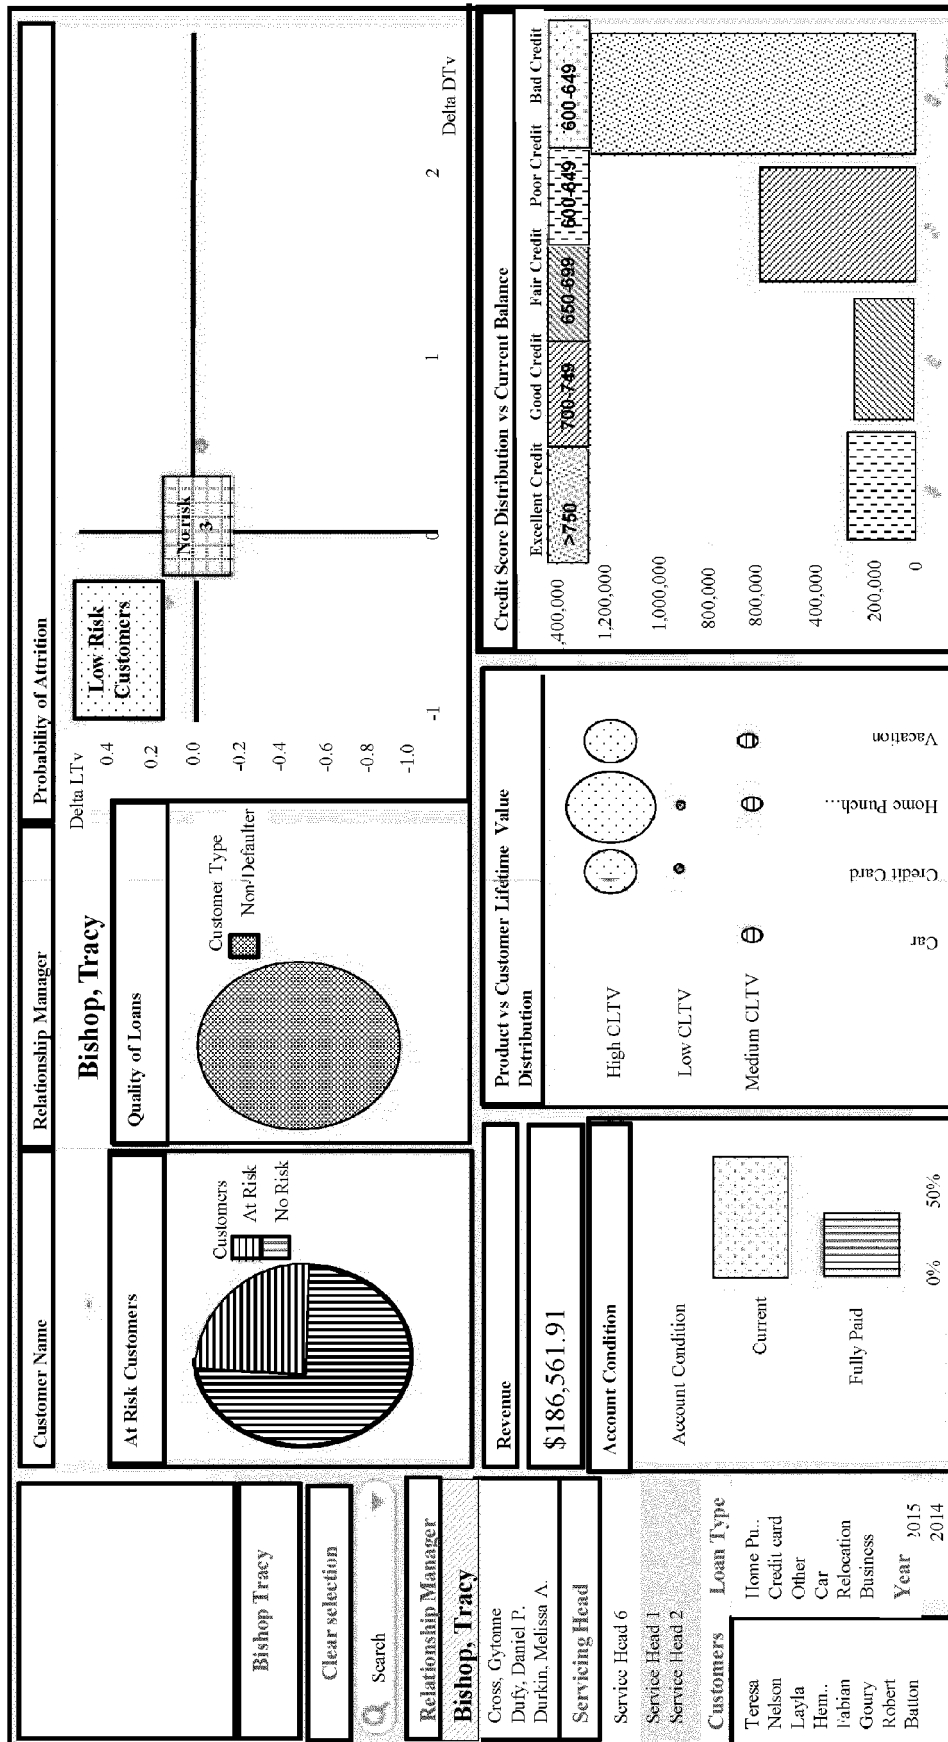 Bishop Tracy
Clear selection
Search
Relationship Manager
Bishop, Tracy
Cross, Gytonne
Dufy, Daniel P.
Durkin, Melissa A.
Servicing Head
Service Hcd 6
Service Hcad 1
Service Head 2
Customers
Teresa
Nelson
Layla
Hem..
Fabian
Goury
Robert
Batton
Loan Type
Home Pu..
Credit card
Other
Car
Relocation
Business
Year
2015
2014
Customer Name
Relationship Manager
Bishop, Tracy
Probability of Attrition
At Risk Customers
Customers
At Risk
No Risk
Quality of Loans
Customer Type
Non-Defaulter
Delta LTv
0.4
0.2
0.0
-0.2
-0.4
-0.6
-0.8
-1.0
Low Risk
Customers
No risk
3
-1
0
1
2
Delta DTv
Revenue
$186,561.91
Account Condition
Account Condition
Current
Fully Paid
0%
50%
Product vs Customer Lifetime Value
Distribution
High CLTV
Low CLTV
Medium CLTV
Car
Credit Card
Home Punch...
Vacation
Credit Score Distribution vs Current Balance
Excellent Credit
Good Credit
Fair Credit
Poor Credit
Bad Credit
>750
700-749
650-699
600-649
600-649
,400,000
1,200,000
1,000,000
800,000
800,000
400,000
200,000
0